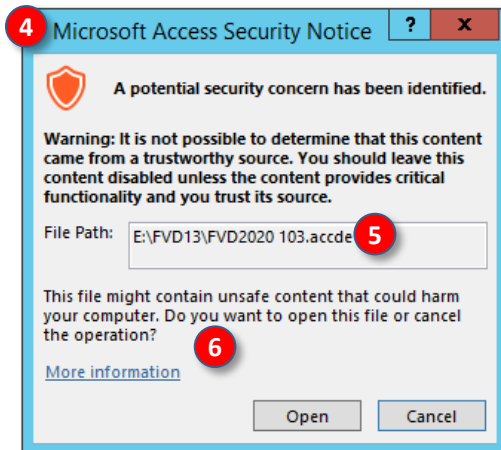 4 Microsoft Access Security Notice ? x
A potential security concern has been identified.
Warning: It is not possible to determine that this content
came from a trustworthy source. You should leave this
content disabled unless the content provides critical
functionality and you trust its source.
File Path: E:\FVD13\FVD2020 103.accde 5
This file might contain unsafe content that could harm
your computer. Do you want to open this file or cancel
the operation?
6
More information
Open Cancel